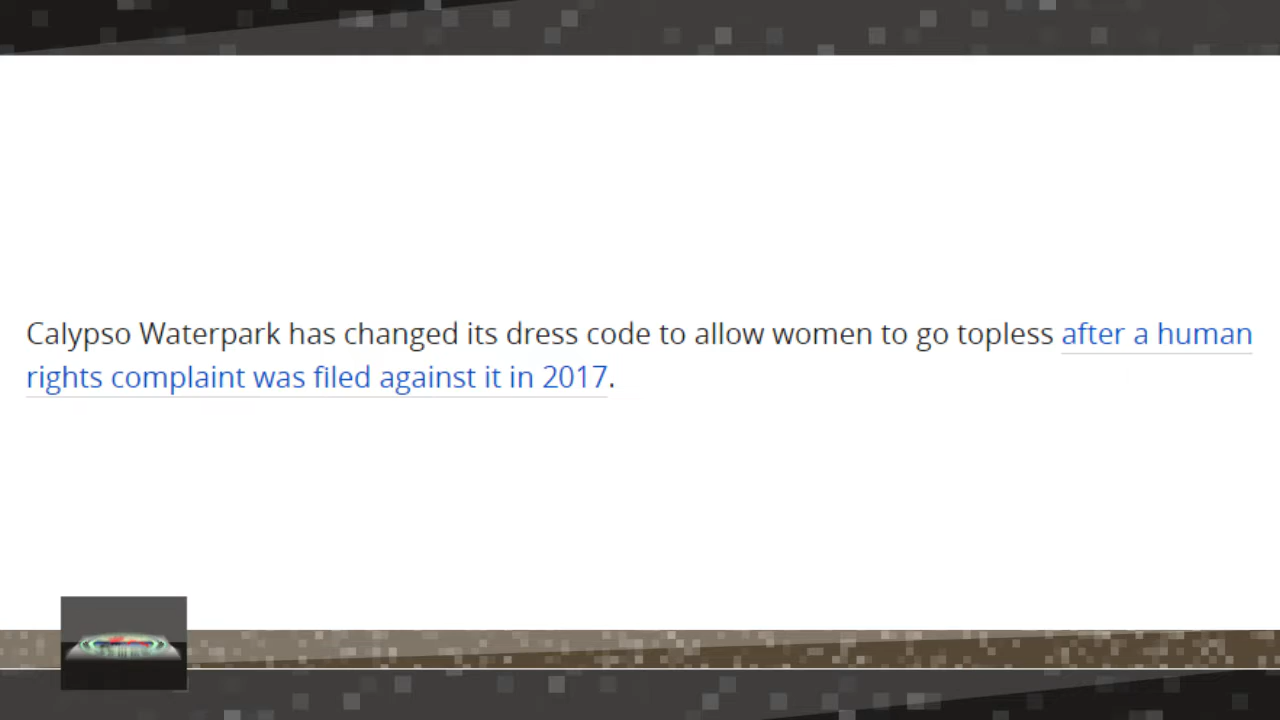 Calypso Waterpark has changed its dress code to allow women to go topless after a human
rights complaint was filed against it in 2017.